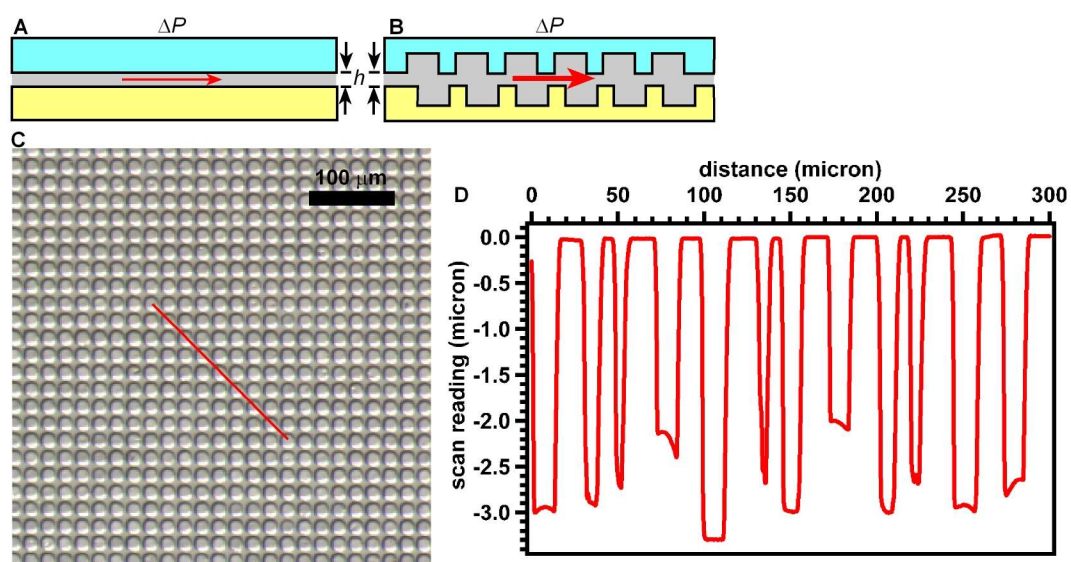 A ΔP B ΔP
h
C
100 μm
D
distance (micron)
0 50 100 150 200 250 300
scan reading (micron)
0.0
-0.5
-1.0
-1.5
-2.0
-2.5
-3.0